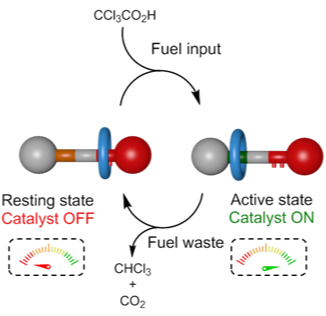 CCl₃CO₂H
Fuel input
Resting state
Catalyst OFF
Active state
Catalyst ON
Fuel waste
CHCl₃
+
CO₂